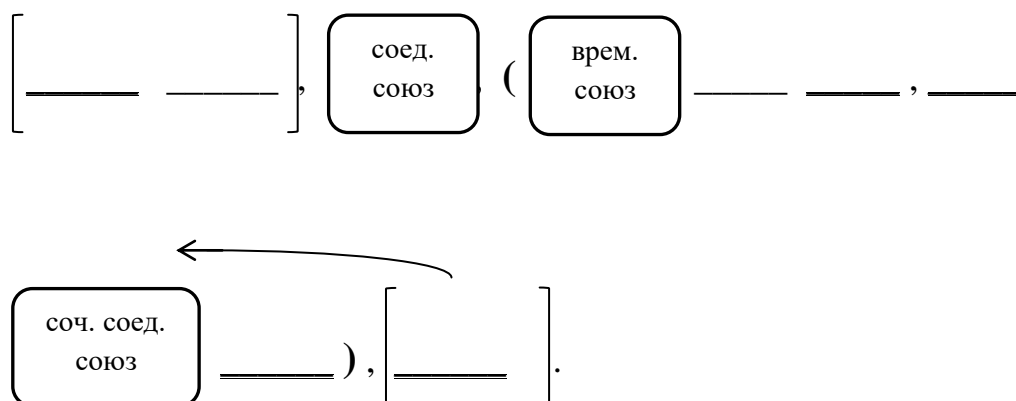 соед. врем.
союз союз
[ ], , ( ,
соч. соед.
союз
), [ ].